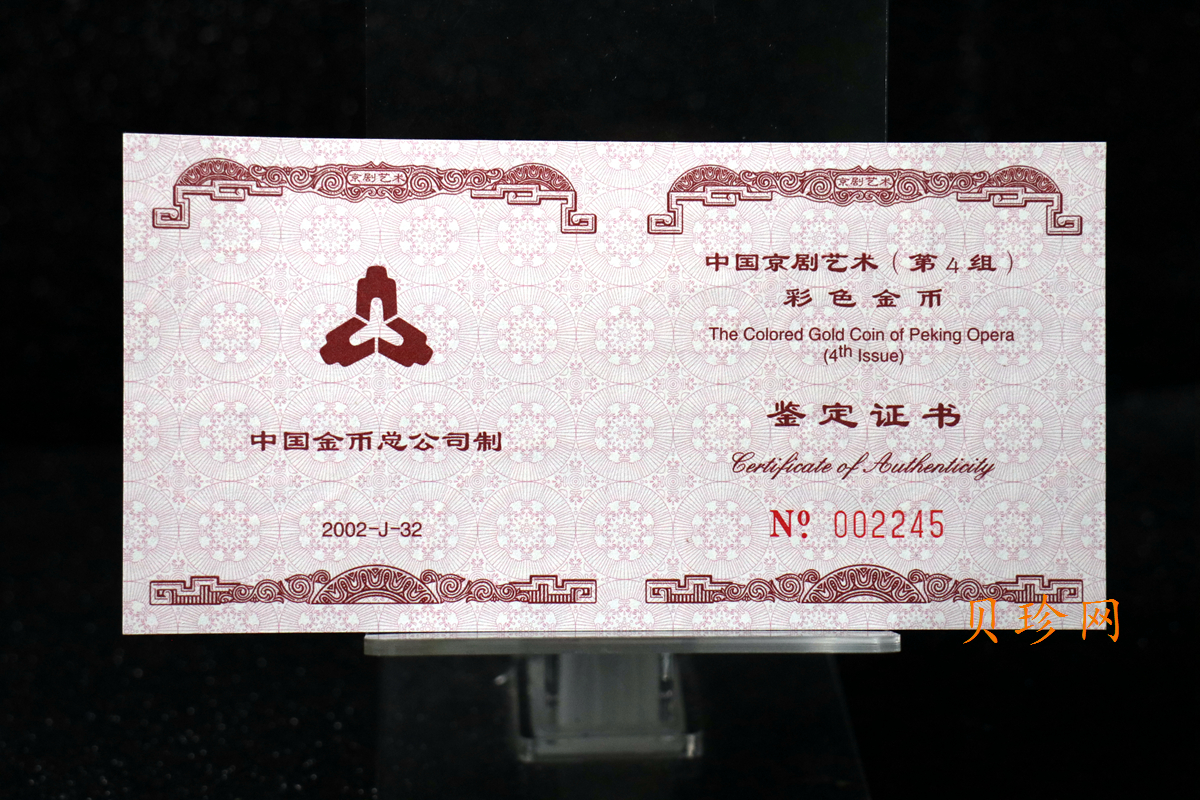 京剧艺术
中国金币总公司制
2002-J-32
京剧艺术
中国京剧艺术（第4组）
彩色金币
The Colored Gold Coin of Peking Opera
(4th Issue)
鉴定证书
Certificate of Authenticity
Nº 002245
贝珍网